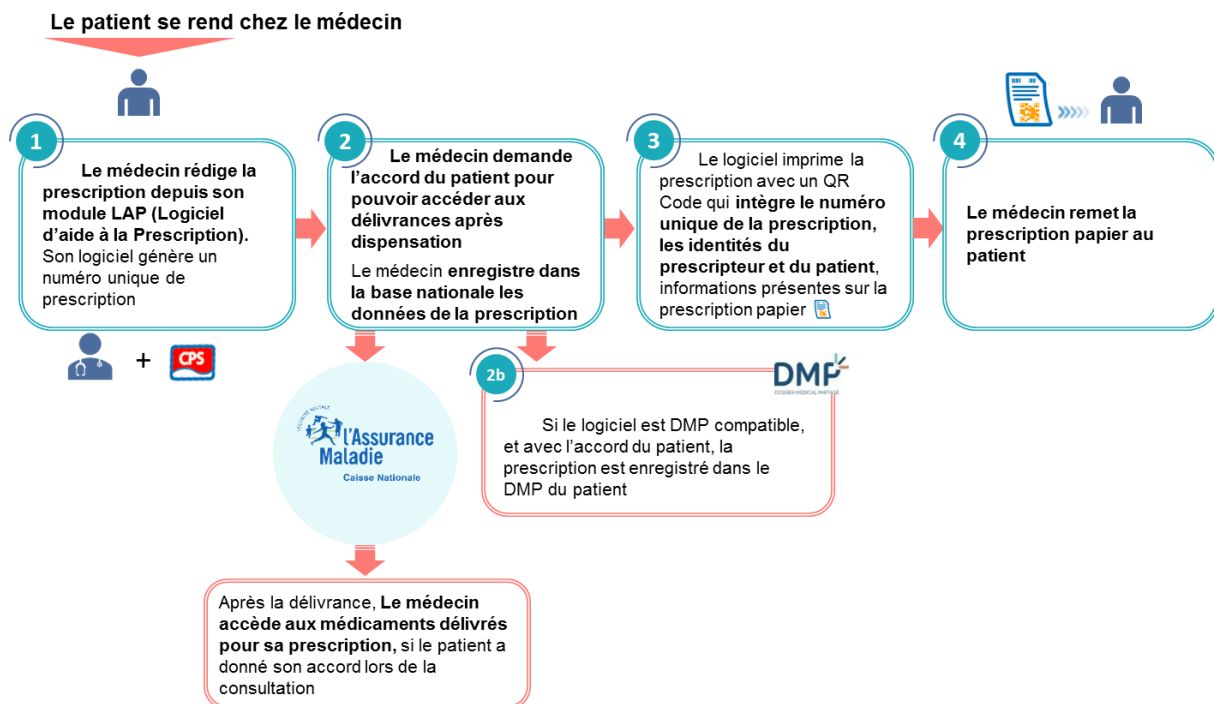 Le patient se rend chez le médecin
1
Le médecin rédige la
prescription depuis son
module LAP (Logiciel
d'aide à la Prescription).
Son logiciel génère un
numéro unique de
prescription
+
CPS
2
Le médecin demande
l'accord du patient pour
pouvoir accéder aux
délivrances après
dispensation
Le médecin enregistre dans
la base nationale les
données de la prescription
3
Le logiciel imprime la
prescription avec un QR
Code qui intègre le numéro
unique de la prescription,
les identités du
prescripteur et du patient,
informations présentes sur la
prescription papier
4
Le médecin remet la
prescription papier au
patient
SÉCURITÉ SOCIALE
l'Assurance
Maladie
Caisse Nationale
2b
DMP
DOSSIER MÉDICAL PARTAGÉ
Si le logiciel est DMP compatible,
et avec l'accord du patient, la
prescription est enregistré dans le
DMP du patient
Après la délivrance, Le médecin
accède aux médicaments délivrés
pour sa prescription, si le patient a
donné son accord lors de la
consultation